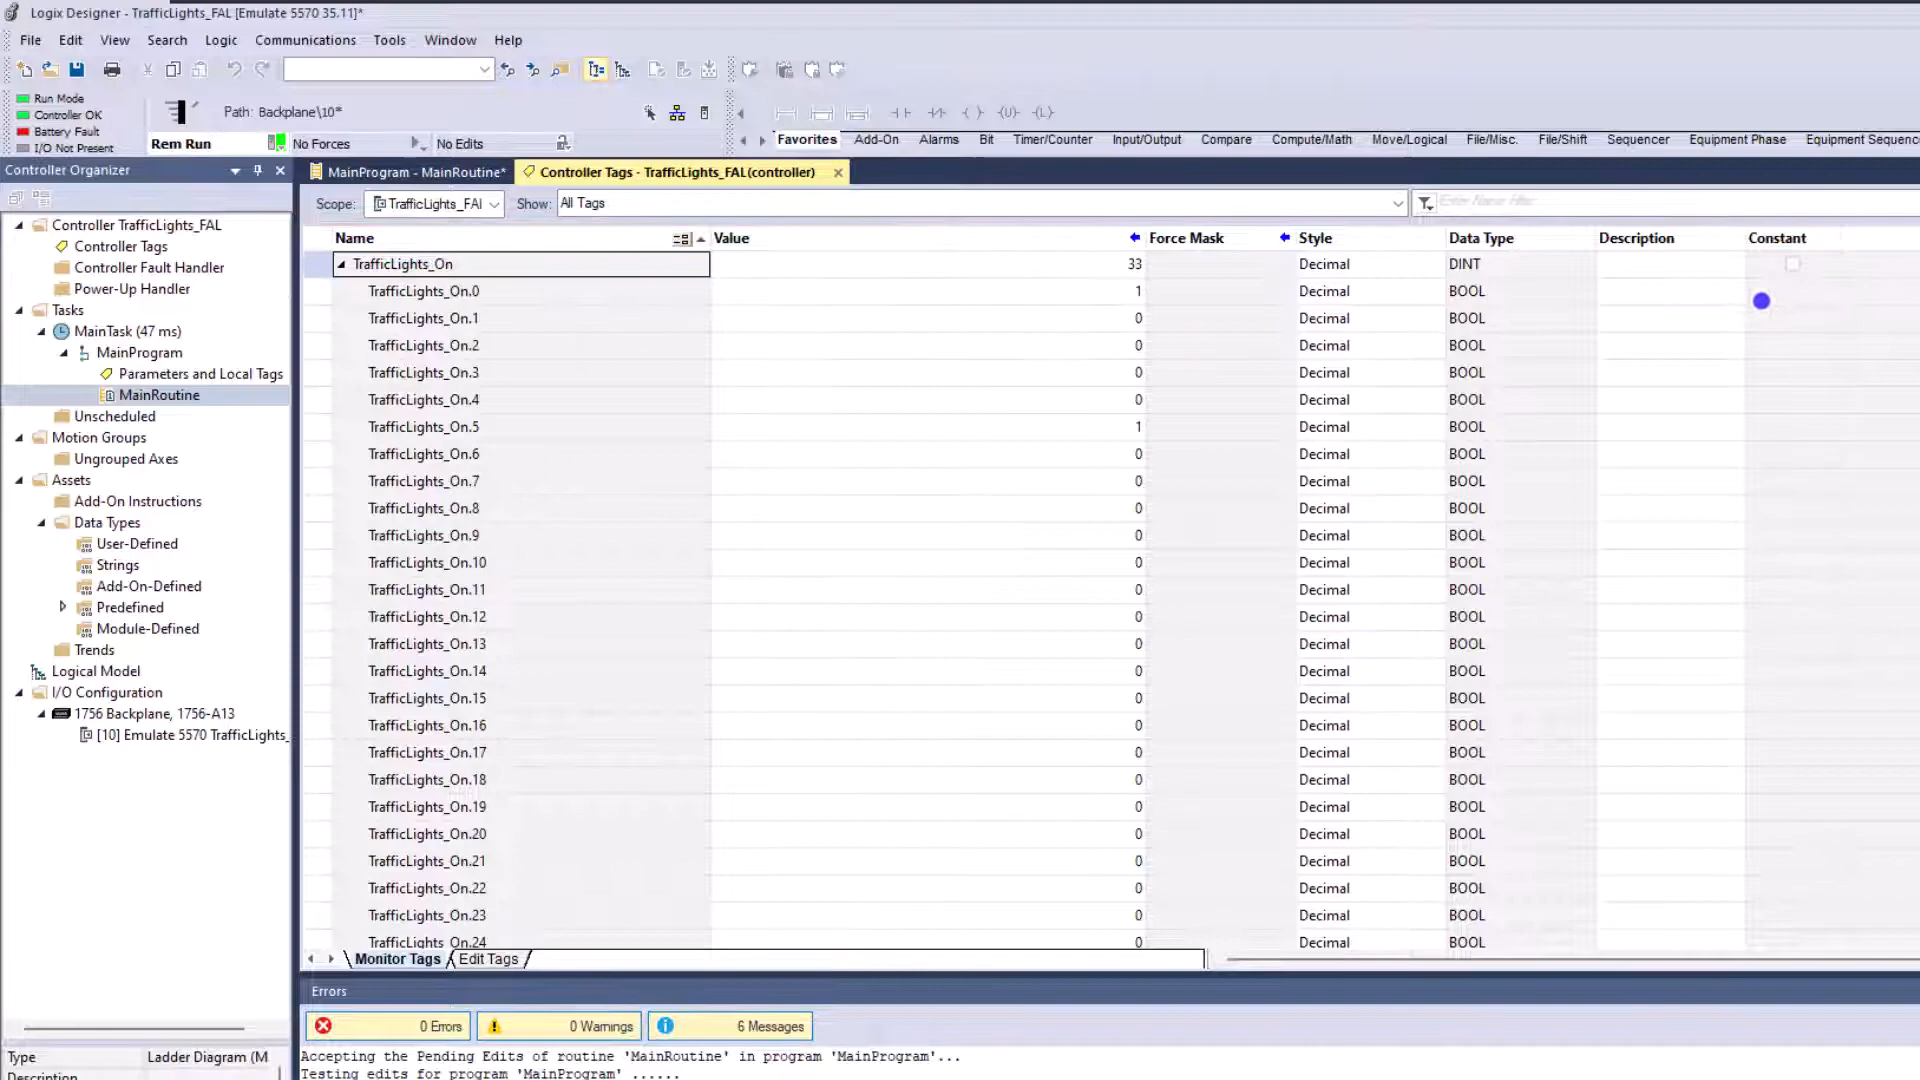 Logix Designer - TrafficLights_FAL [Emulate 5570 35.11]*
File Edit View Search Logic Communications Tools Window Help
Run Mode
Controller OK
Battery Fault
I/O Not Present
Path: Backplane\10*
Rem Run No Forces No Edits
Favorites Add-On Alarms Bit Timer/Counter Input/Output Compare Compute/Math Move/Logical File/Misc. File/Shift Sequencer Equipment Phase Equipment Sequenc
Controller Organizer
Controller TrafficLights_FAL
Controller Tags
Controller Fault Handler
Power-Up Handler
Tasks
MainTask (47 ms)
MainProgram
Parameters and Local Tags
MainRoutine
Unscheduled
Motion Groups
Ungrouped Axes
Assets
Add-On Instructions
Data Types
User-Defined
Strings
Add-On-Defined
Predefined
Module-Defined
Trends
Logical Model
I/O Configuration
1756 Backplane, 1756-A13
[10] Emulate 5570 TrafficLights_
Type Ladder Diagram (M
Description
MainProgram - MainRoutine* Controller Tags - TrafficLights_FAL(controller)
Scope: TrafficLights_FAl Show: All Tags Enter Name Filter
Name Value Force Mask Style Data Type Description Constant
TrafficLights_On 33 Decimal DINT
TrafficLights_On.0 1 Decimal BOOL
TrafficLights_On.1 0 Decimal BOOL
TrafficLights_On.2 0 Decimal BOOL
TrafficLights_On.3 0 Decimal BOOL
TrafficLights_On.4 0 Decimal BOOL
TrafficLights_On.5 1 Decimal BOOL
TrafficLights_On.6 0 Decimal BOOL
TrafficLights_On.7 0 Decimal BOOL
TrafficLights_On.8 0 Decimal BOOL
TrafficLights_On.9 0 Decimal BOOL
TrafficLights_On.10 0 Decimal BOOL
TrafficLights_On.11 0 Decimal BOOL
TrafficLights_On.12 0 Decimal BOOL
TrafficLights_On.13 0 Decimal BOOL
TrafficLights_On.14 0 Decimal BOOL
TrafficLights_On.15 0 Decimal BOOL
TrafficLights_On.16 0 Decimal BOOL
TrafficLights_On.17 0 Decimal BOOL
TrafficLights_On.18 0 Decimal BOOL
TrafficLights_On.19 0 Decimal BOOL
TrafficLights_On.20 0 Decimal BOOL
TrafficLights_On.21 0 Decimal BOOL
TrafficLights_On.22 0 Decimal BOOL
TrafficLights_On.23 0 Decimal BOOL
TrafficLights_On.24 0 Decimal BOOL
Monitor Tags Edit Tags
Errors
0 Errors 0 Warnings 6 Messages
Accepting the Pending Edits of routine 'MainRoutine' in program 'MainProgram'...
Testing edits for program 'MainProgram' ......